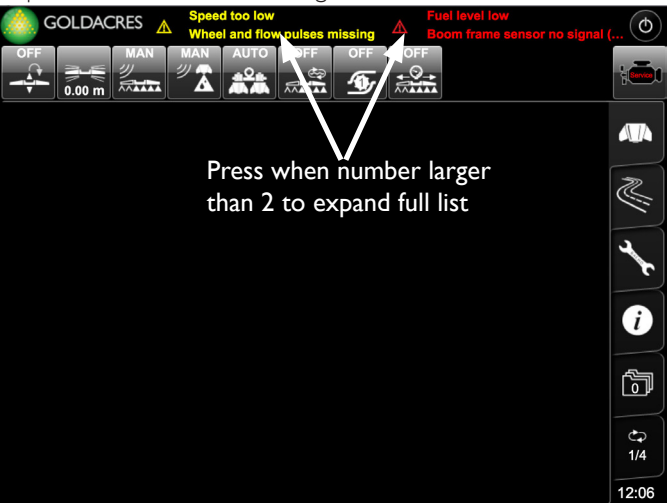 GOLDACRES
Speed too low
Wheel and flow pulses missing
Fuel level low
Boom frame sensor no signal (...
OFF
0.00 m
MAN
MAN
AUTO
OFF
OFF
1
OFF
Service
Press when number larger
than 2 to expand full list
i
0
1/4
12:06